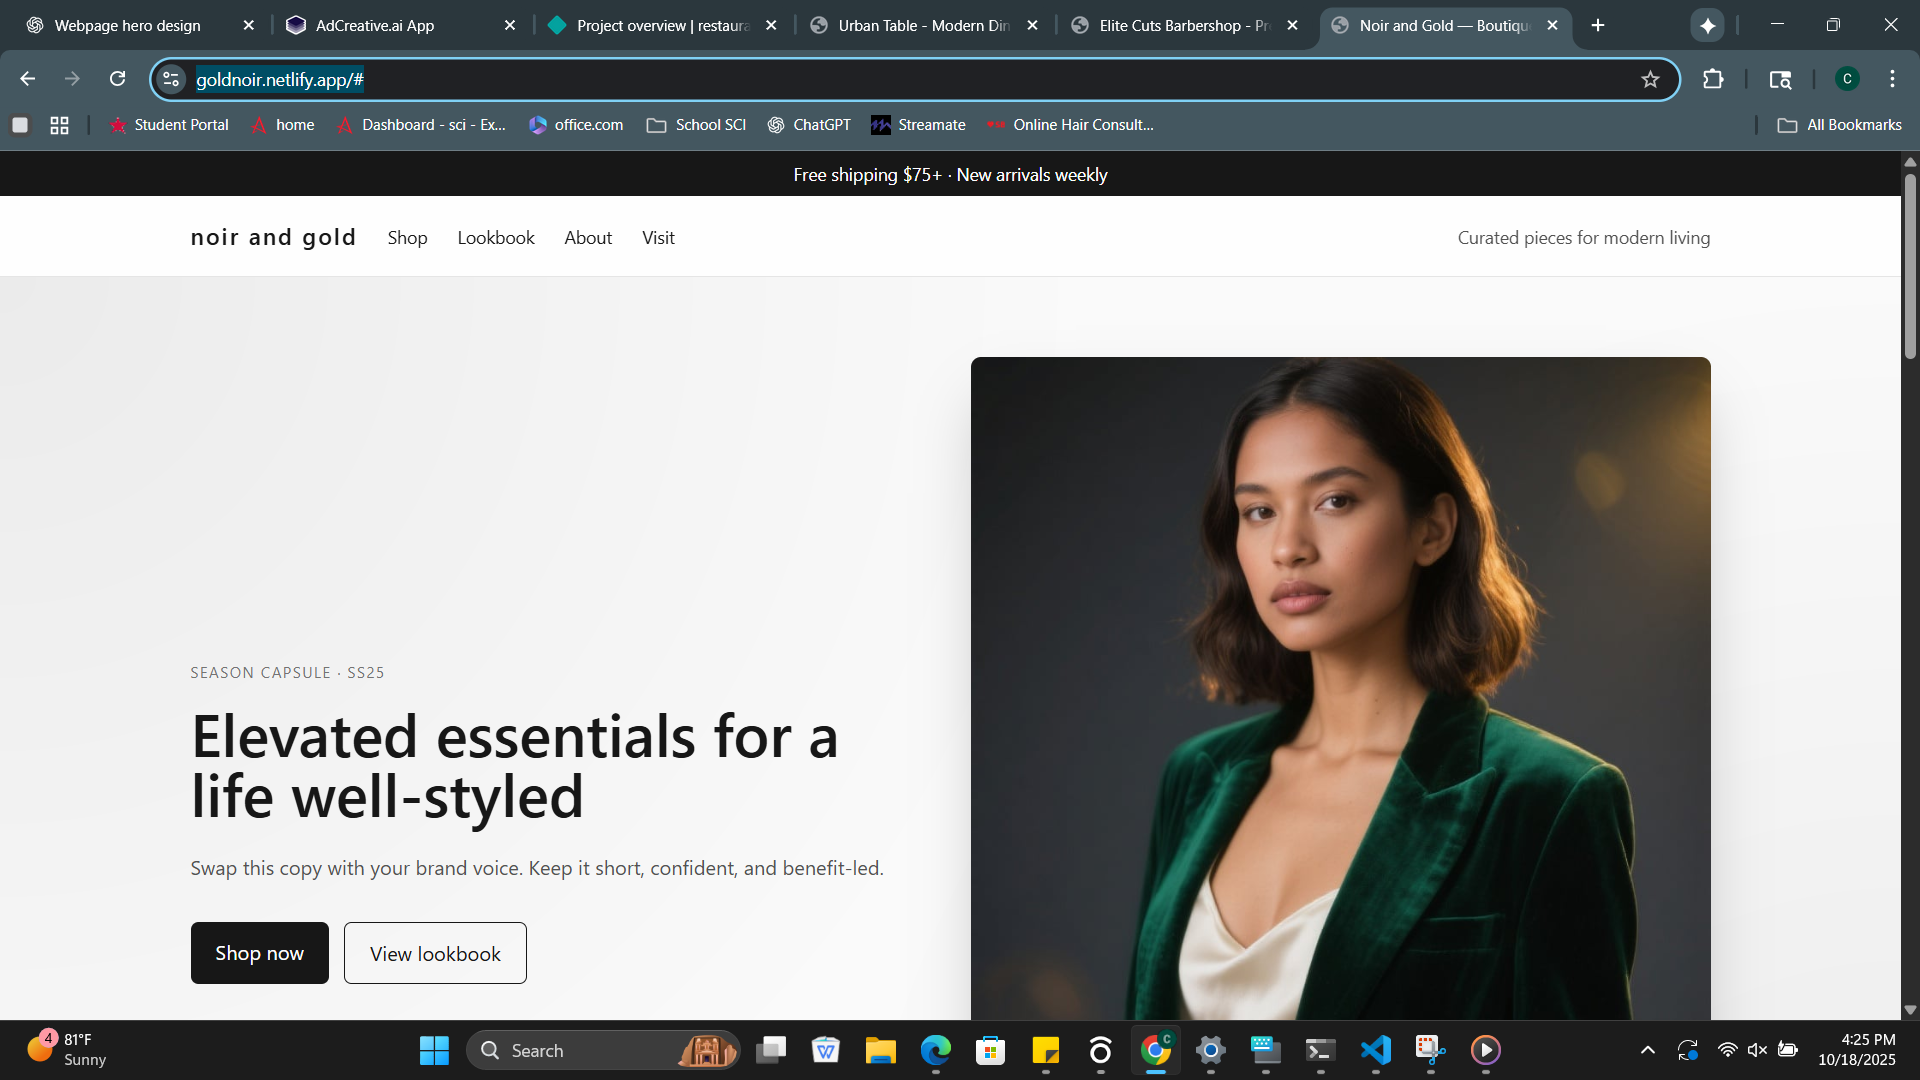 Webpage hero design
AdCreative.ai App
Project overview | restaura
Urban Table - Modern Din
Elite Cuts Barbershop - Pr
Noir and Gold — Boutiqu
goldnoir.netlify.app/#
C
Student Portal
home
Dashboard - sci - Ex...
office.com
School SCI
ChatGPT
Streamate
Online Hair Consult...
All Bookmarks
Free shipping $75+ · New arrivals weekly
noir and gold
Shop
Lookbook
About
Visit
Curated pieces for modern living
SEASON CAPSULE · SS25
Elevated essentials for a
life well-styled
Swap this copy with your brand voice. Keep it short, confident, and benefit-led.
Shop now
View lookbook
4
81°F
Sunny
Search
C
4:25 PM
10/18/2025